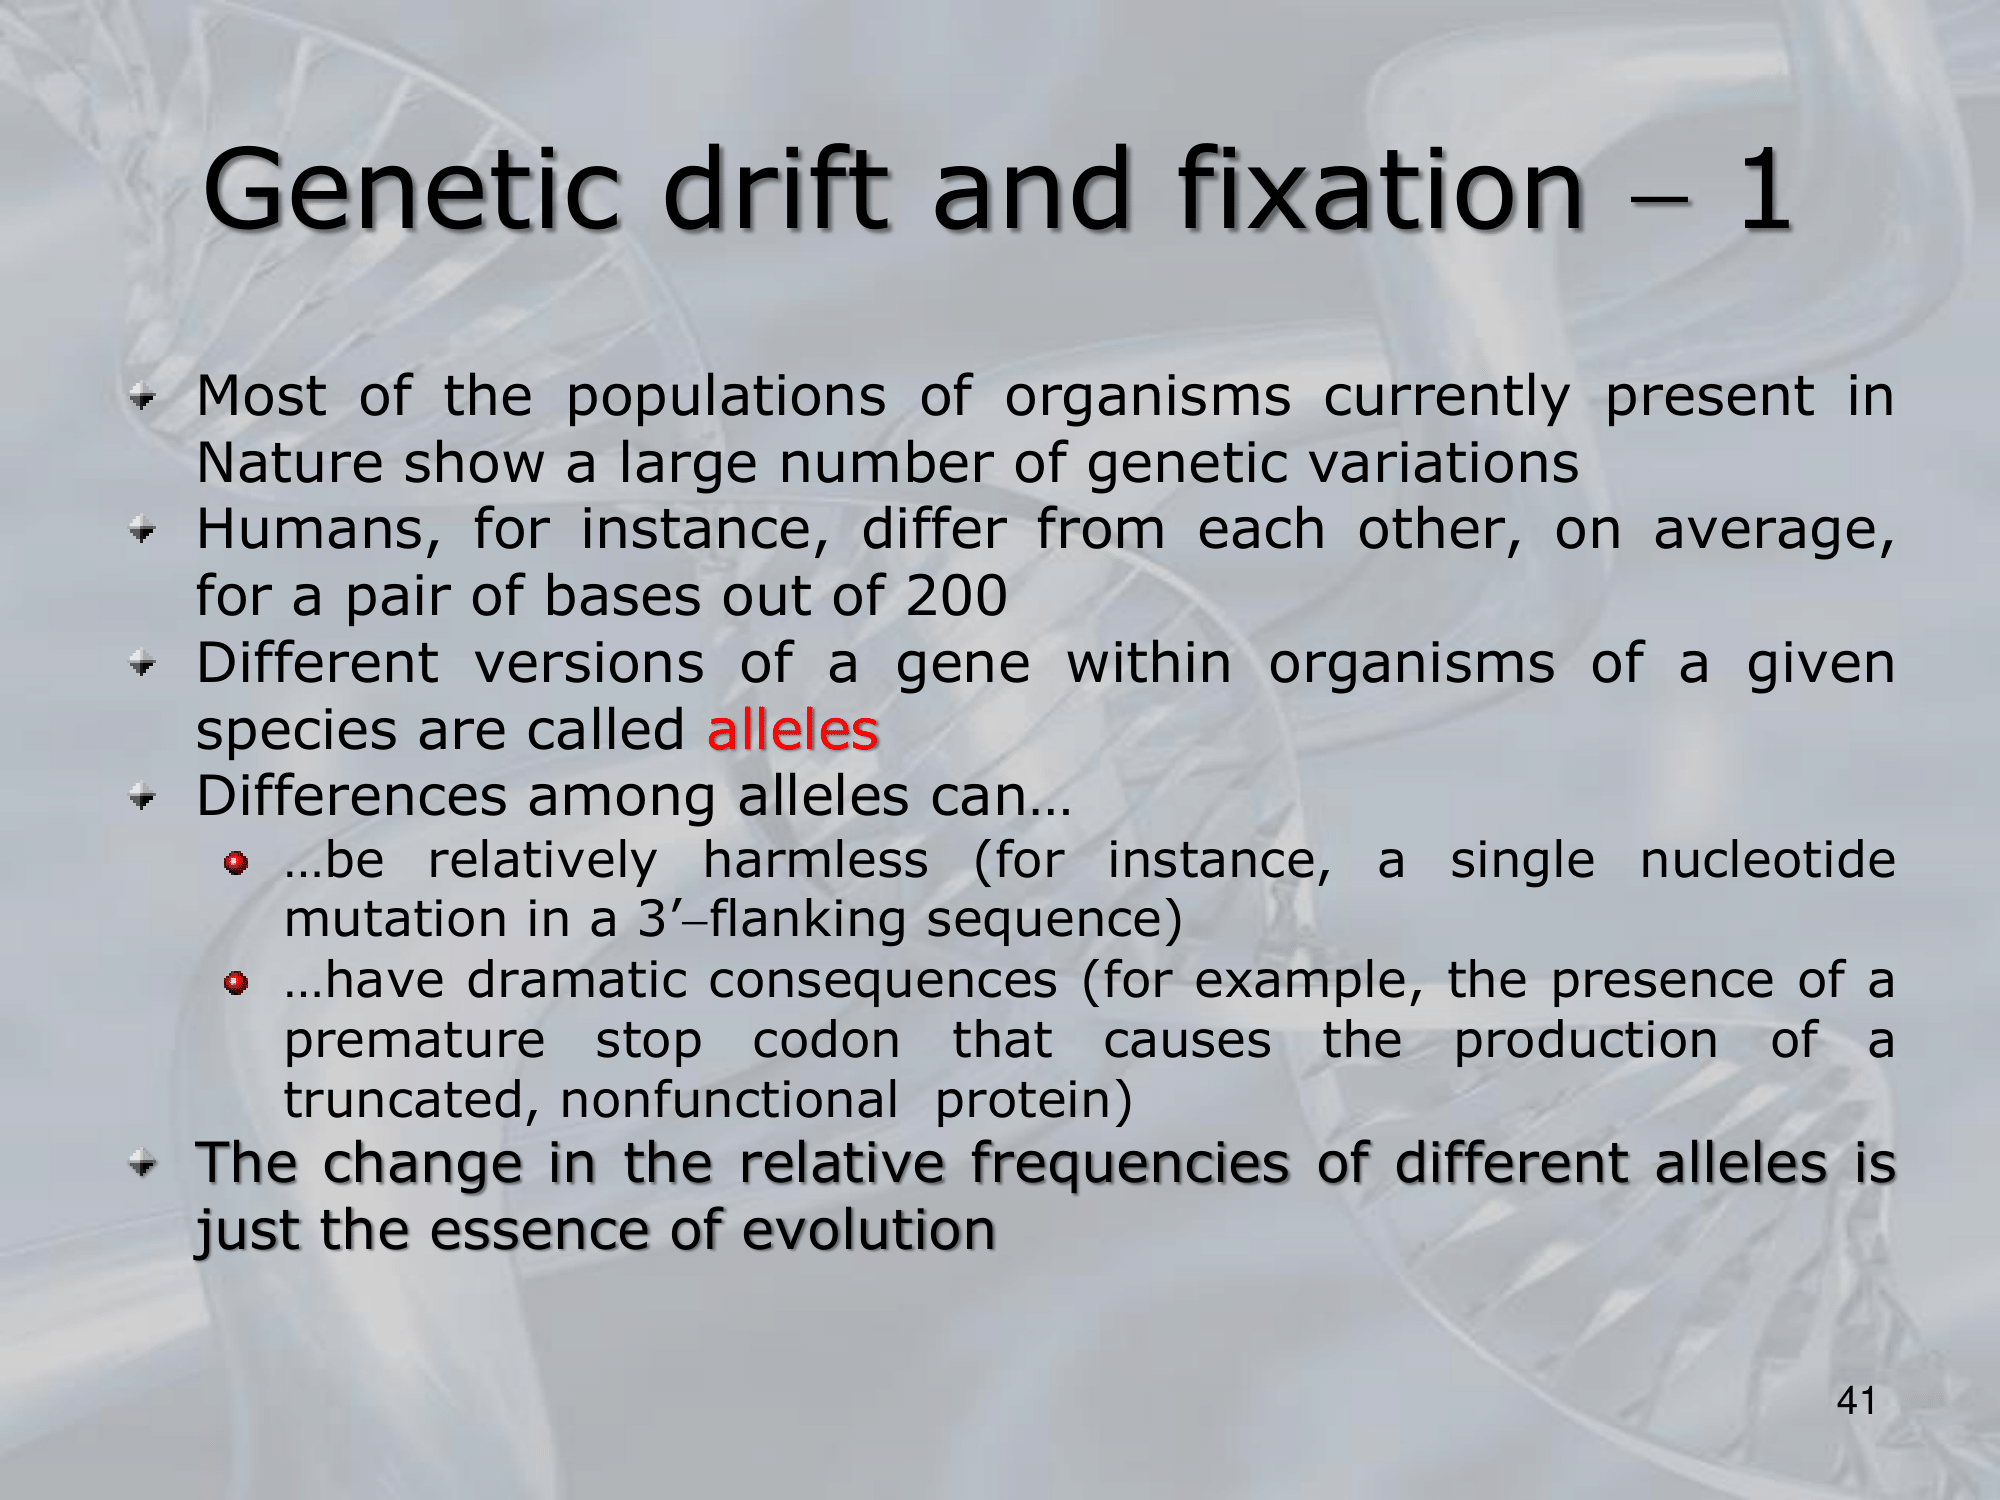 Genetic drift and fixation – 1
Most of the populations of organisms currently present in
Nature show a large number of genetic variations
Humans, for instance, differ from each other, on average,
for a pair of bases out of 200
Different versions of a gene within organisms of a given
species are called alleles
Differences among alleles can…
…be relatively harmless (for instance, a single nucleotide
mutation in a 3’–flanking sequence)
…have dramatic consequences (for example, the presence of a
premature stop codon that causes the production of a
truncated, nonfunctional protein)
The change in the relative frequencies of different alleles is
just the essence of evolution
41